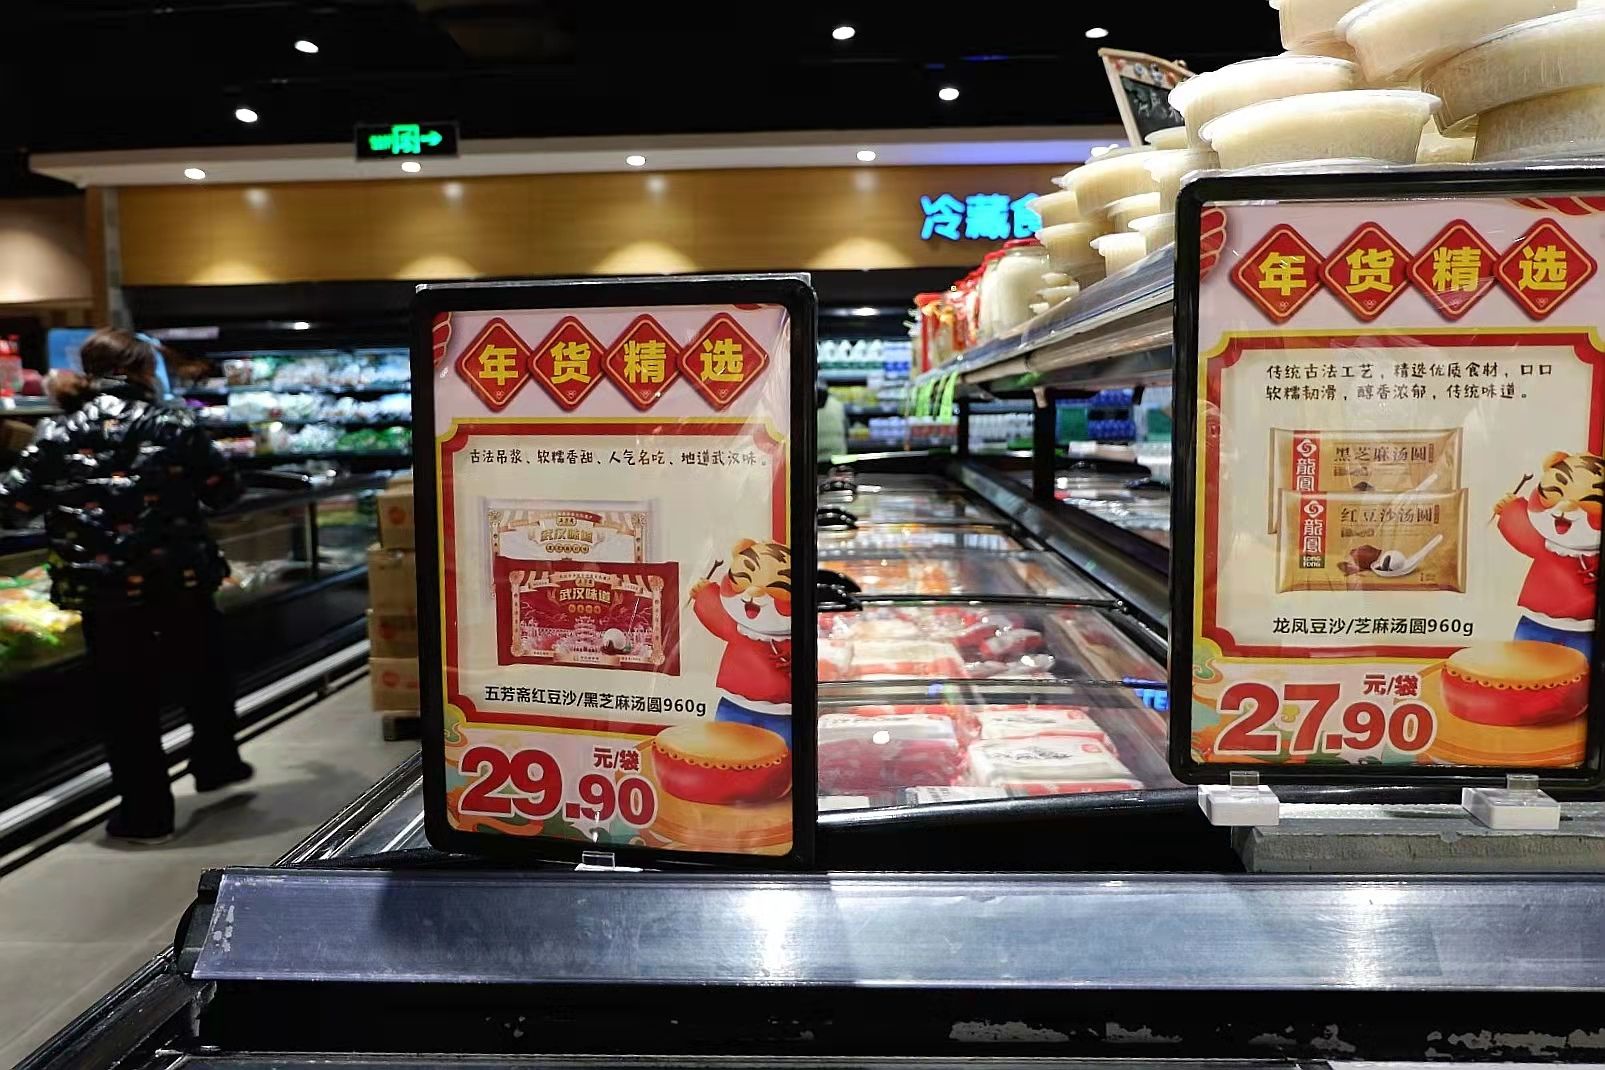 冷藏食
年货精选
古法吊浆、软糯香甜、人气名吃、地道武汉味。
武汉味道
武汉味道
五芳斋红豆沙/黑芝麻汤圆960g
29.90
元/袋
年货精选
传统古法工艺，精选优质食材，口口
软糯韧滑，醇香浓郁，传统味道。
龍鳳
黑芝麻汤圆
龍鳳
LONG FONG
红豆沙汤圆
龙凤豆沙/芝麻汤圆960g
27.90
元/袋